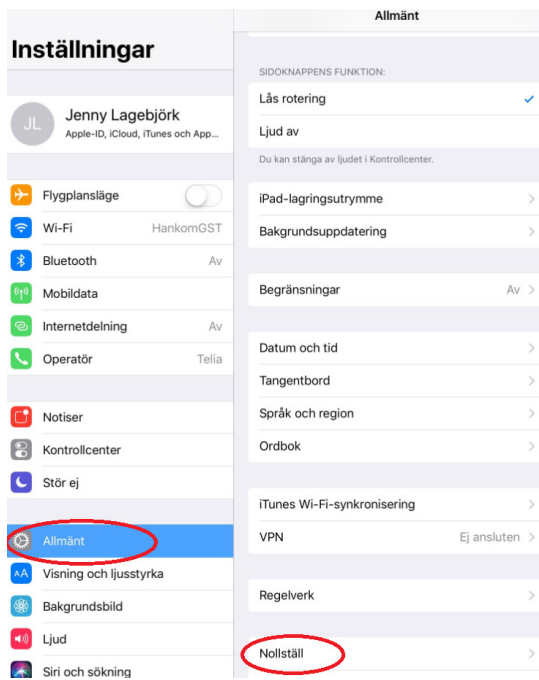 Inställningar
JL
Jenny Lagebjörk
Apple-ID, iCloud, iTunes och App...
Flygplansläge
Wi-Fi HankomGST
Bluetooth Av
Mobildata
Internetdelning Av
Operatör Telia
Notiser
Kontrollcenter
Stör ej
Allmänt
AA Visning och ljusstyrka
Bakgrundsbild
Ljud
Siri och sökning
Allmänt
SIDOKNAPPENS FUNKTION:
Lås rotering
Ljud av
Du kan stänga av ljudet i Kontrollcenter.
iPad-lagringsutrymme
Bakgrundsuppdatering
Begränsningar Av
Datum och tid
Tangentbord
Språk och region
Ordbok
iTunes Wi-Fi-synkronisering
VPN Ej ansluten
Regelverk
Nollställ